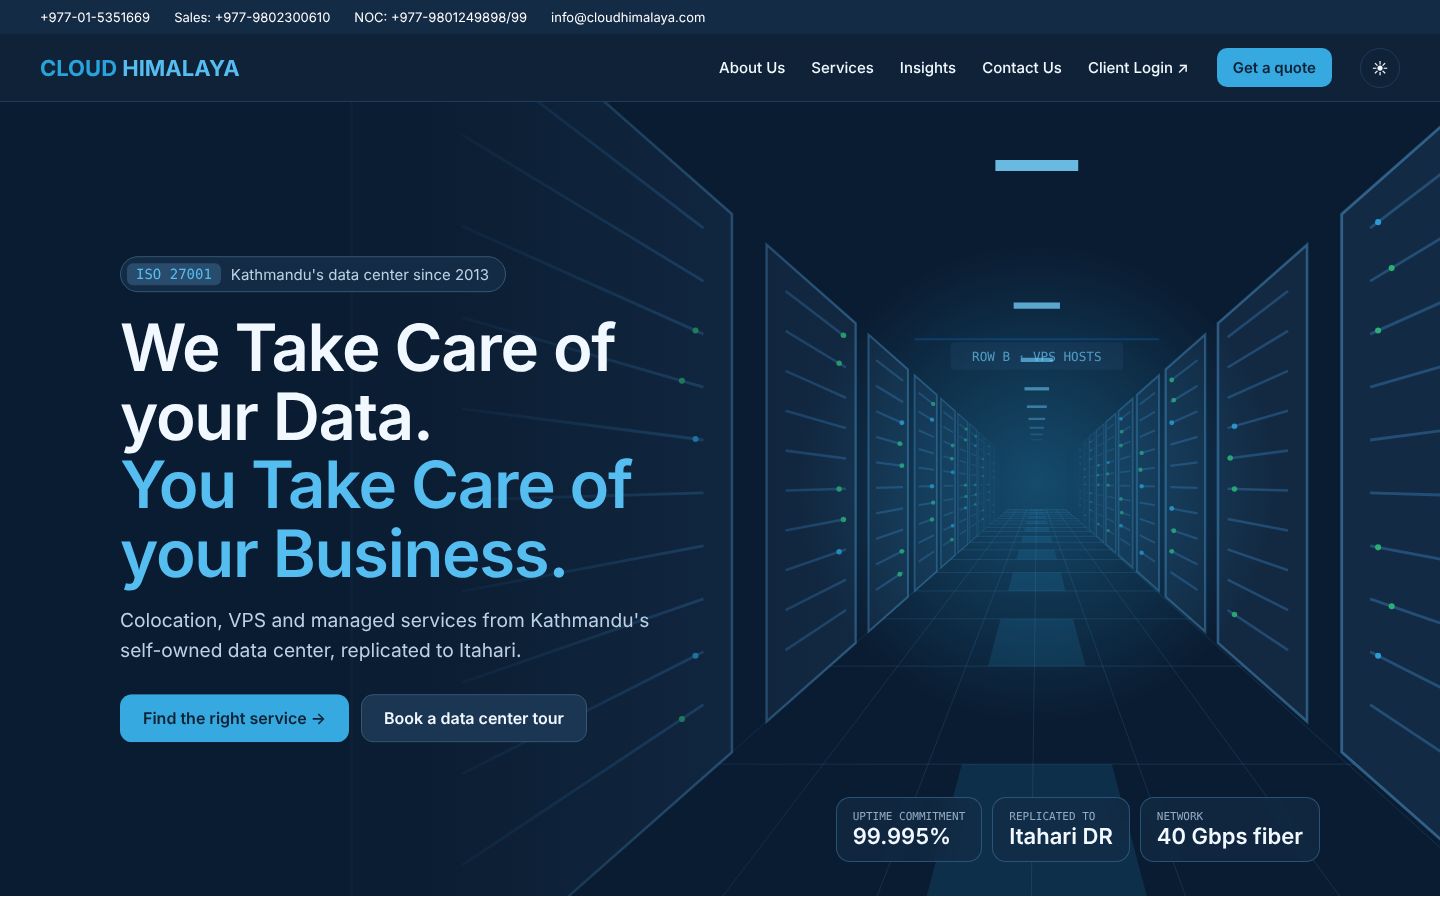 +977-01-5351669 Sales: +977-9802300610 NOC: +977-9801249898/99 info@cloudhimalaya.com
CLOUD HIMALAYA About Us Services Insights Contact Us Client Login ↗ Get a quote
ISO 27001 Kathmandu's data center since 2013
We Take Care of
your Data.
You Take Care of
your Business.
Colocation, VPS and managed services from Kathmandu's
self-owned data center, replicated to Itahari.
Find the right service → Book a data center tour
ROW B · VPS HOSTS
UPTIME COMMITMENT
99.995%
REPLICATED TO
Itahari DR
NETWORK
40 Gbps fiber